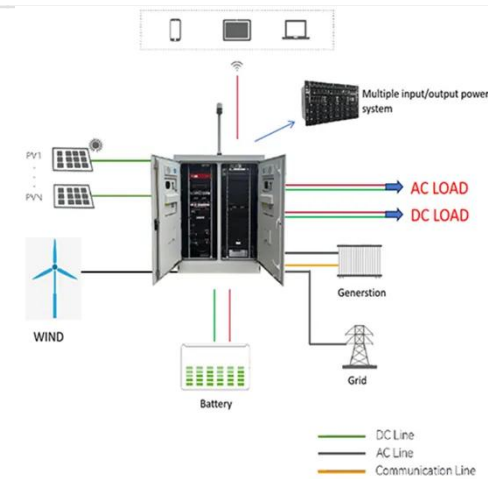 Multiple input/output power
system
PV1
PVN
AC LOAD
DC LOAD
WIND
Generstion
Grid
Battery
DC Line
AC Line
Communication Line